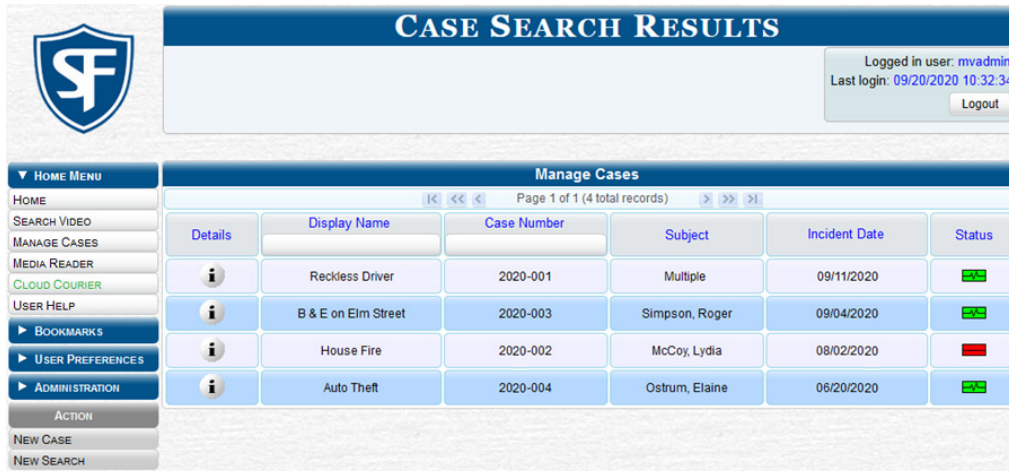 CASE SEARCH RESULTS
SF
Logged in user: mvadmin
Last login: 09/20/2020 10:32:34
Logout
▼ HOME MENU
HOME
SEARCH VIDEO
MANAGE CASES
MEDIA READER
CLOUD COURIER
USER HELP
► BOOKMARKS
► USER PREFERENCES
► ADMINISTRATION
ACTION
NEW CASE
NEW SEARCH
Manage Cases
|< << < Page 1 of 1 (4 total records) > >> >|
Details Display Name Case Number Subject Incident Date Status
i Reckless Driver 2020-001 Multiple 09/11/2020
i B & E on Elm Street 2020-003 Simpson, Roger 09/04/2020
i House Fire 2020-002 McCoy, Lydia 08/02/2020
i Auto Theft 2020-004 Ostrum, Elaine 06/20/2020